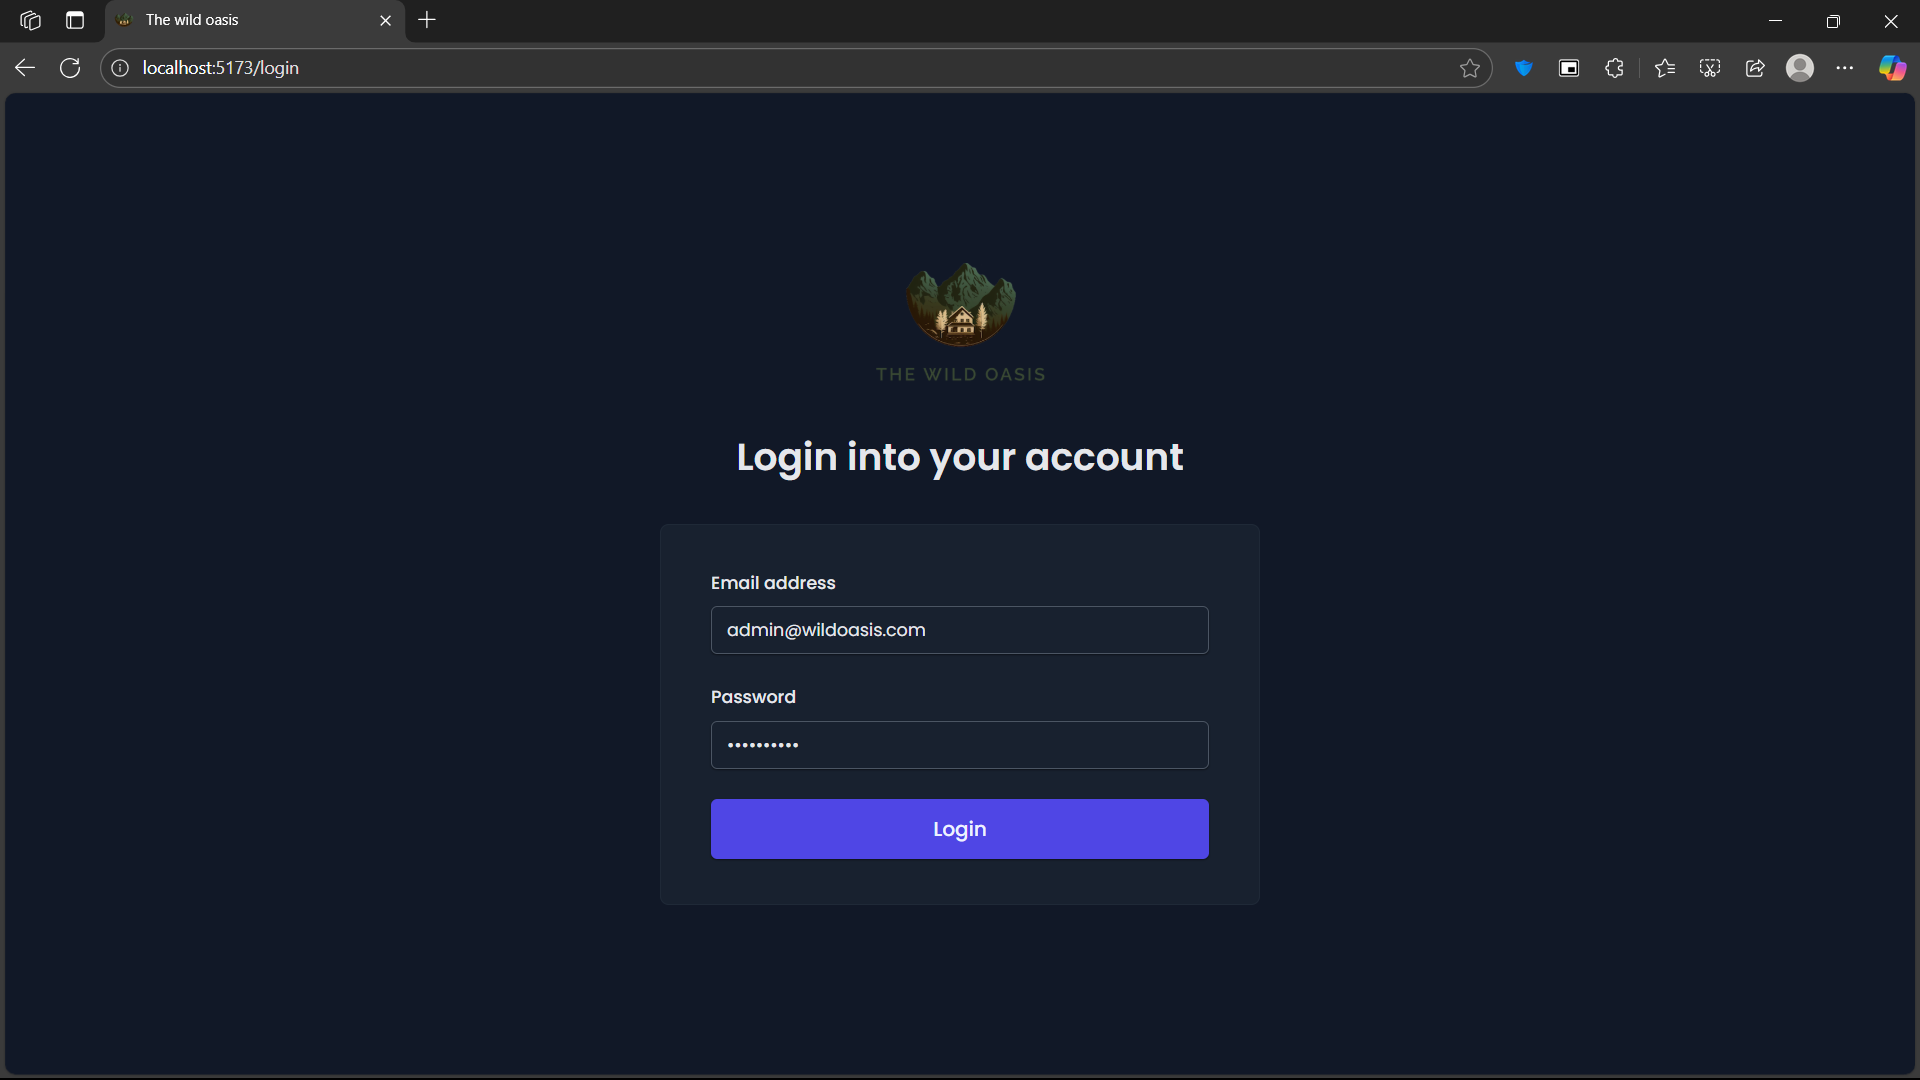 The wild oasis
localhost:5173/login
THE WILD OASIS
Login into your account
Email address
admin@wildoasis.com
Password
••••••••••
Login